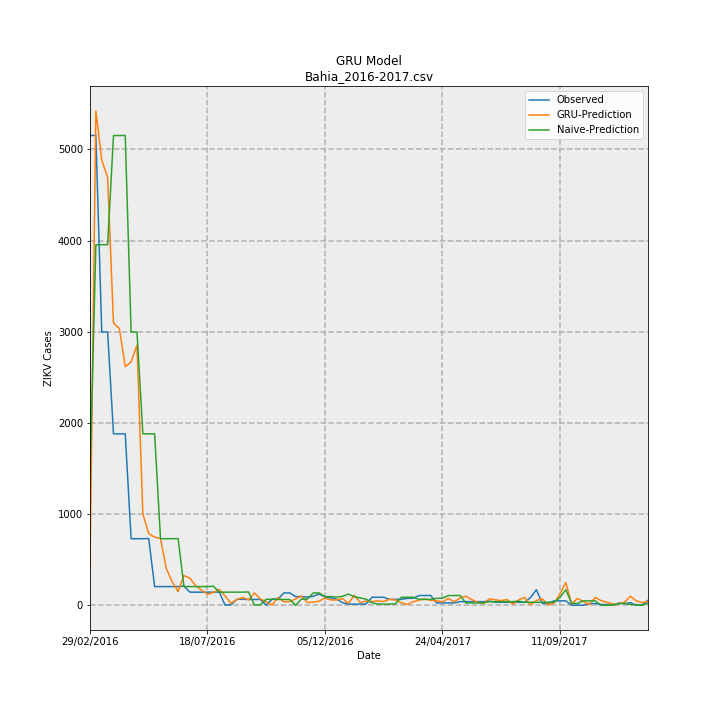 GRU Model
Bahia_2016-2017.csv
Observed
GRU-Prediction
Naive-Prediction
ZIKV Cases
5000
4000
3000
2000
1000
0
29/02/2016 18/07/2016 05/12/2016 24/04/2017 11/09/2017
Date